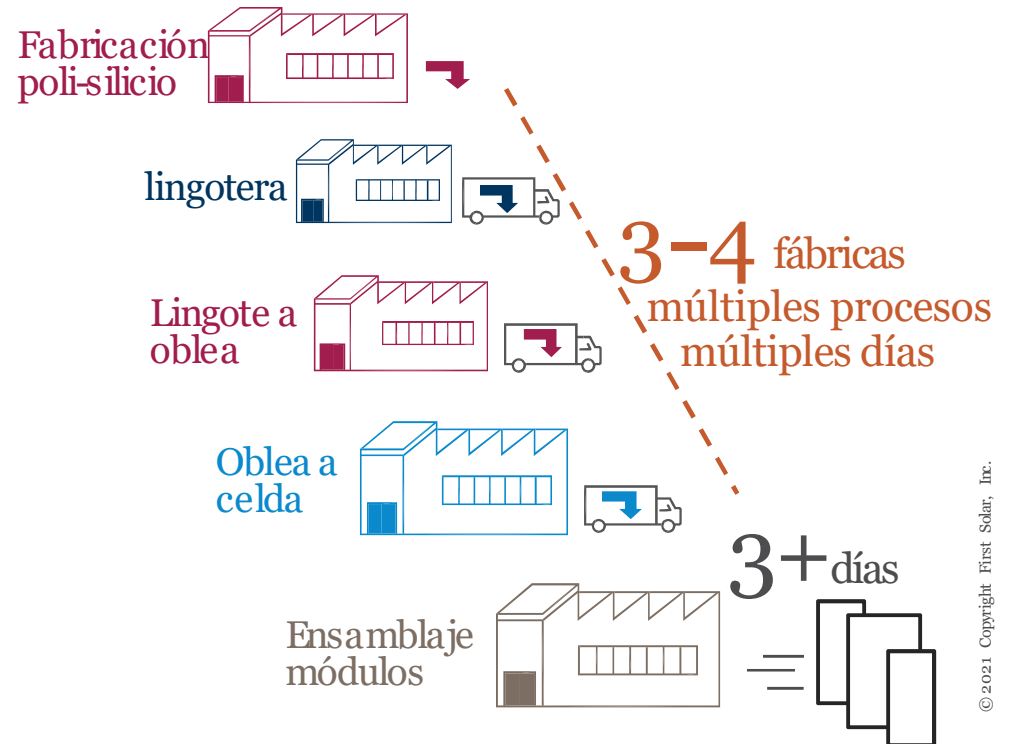 Fabricación
poli-silicio
lingotera
3-4 fábricas
múltiples procesos
múltiples días
Lingote a
oblea
Oblea a
celda
3+días
Ensamblaje
módulos
© 2021 Copyright First Solar, Inc.